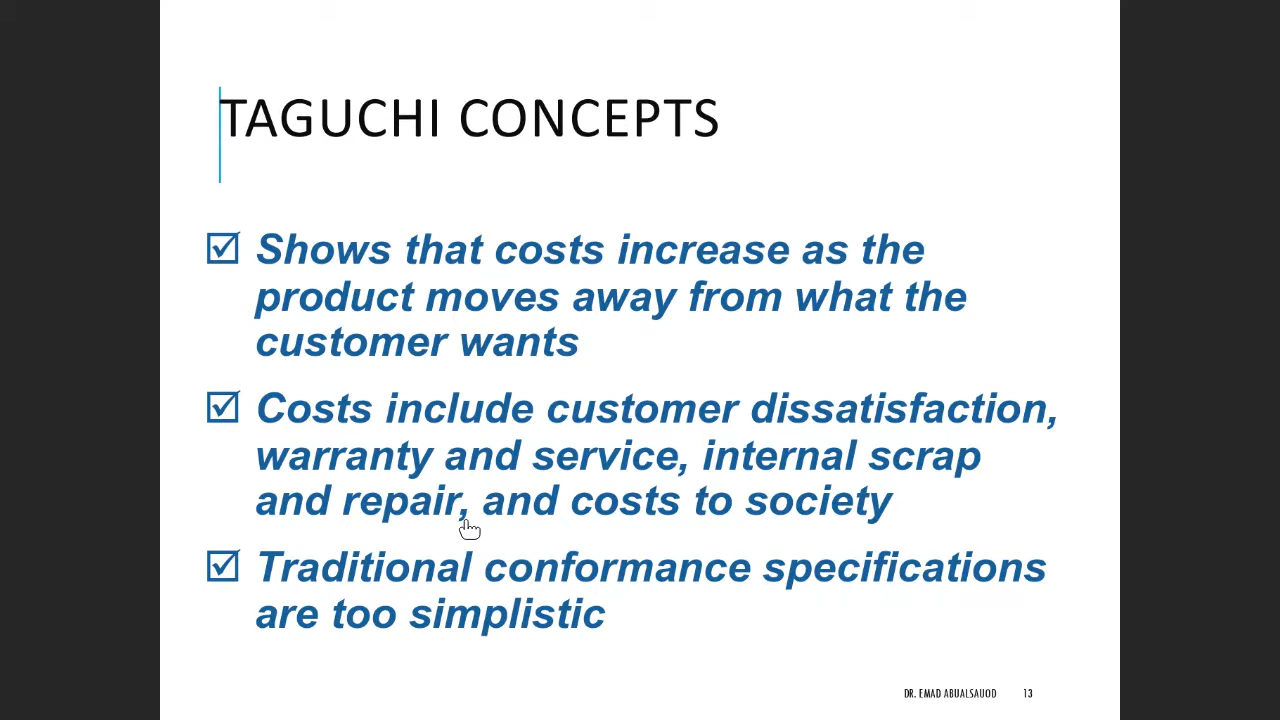 TAGUCHI CONCEPTS
Shows that costs increase as the
product moves away from what the
customer wants
Costs include customer dissatisfaction,
warranty and service, internal scrap
and repair, and costs to society
Traditional conformance specifications
are too simplistic
DR. EMAD ABUALSAUOD 13